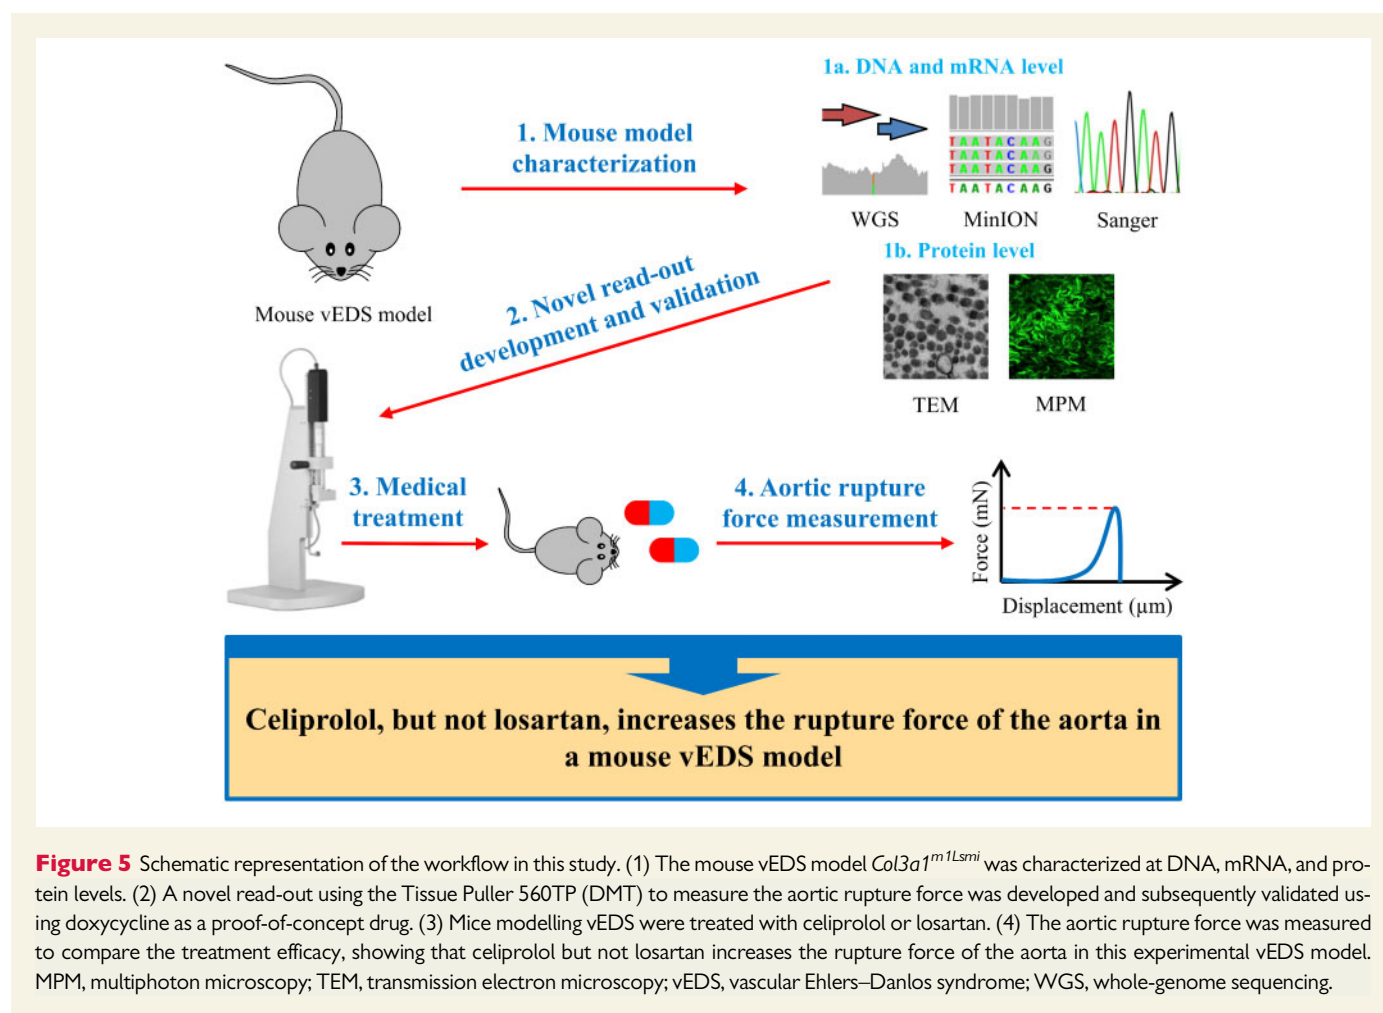 1a. DNA and mRNA level
1. Mouse model
characterization
TAATACAAG
TAATACAAG
TAATACAAG
TAATACAAG
WGS
MinION
Sanger
1b. Protein level
Mouse vEDS model
2. Novel read-out
development and validation
TEM
MPM
3. Medical
treatment
4. Aortic rupture
force measurement
Force (mN)
Displacement (µm)
Celiprolol, but not losartan, increases the rupture force of the aorta in
a mouse vEDS model
Figure 5 Schematic representation of the workflow in this study. (1) The mouse vEDS model Col3a1^m1Lsmi was characterized at DNA, mRNA, and pro-
tein levels. (2) A novel read-out using the Tissue Puller 560TP (DMT) to measure the aortic rupture force was developed and subsequently validated us-
ing doxycycline as a proof-of-concept drug. (3) Mice modelling vEDS were treated with celiprolol or losartan. (4) The aortic rupture force was measured
to compare the treatment efficacy, showing that celiprolol but not losartan increases the rupture force of the aorta in this experimental vEDS model.
MPM, multiphoton microscopy; TEM, transmission electron microscopy; vEDS, vascular Ehlers–Danlos syndrome; WGS, whole-genome sequencing.